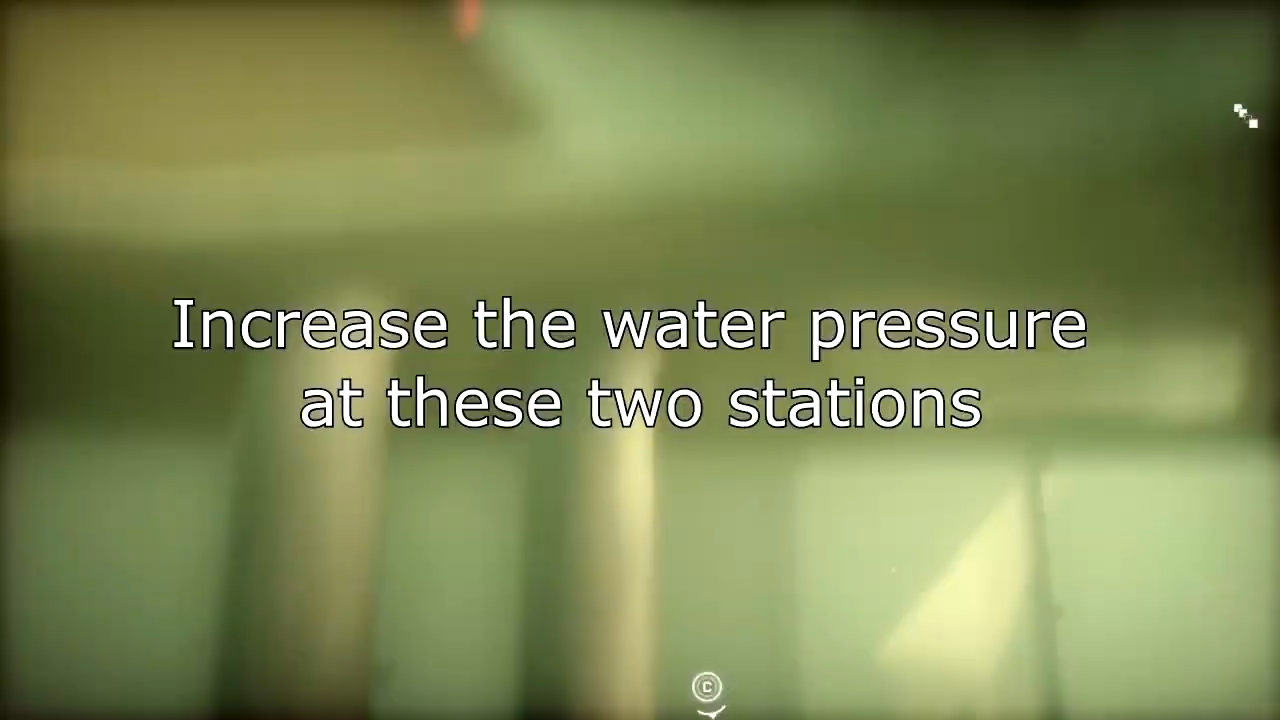 Increase the water pressure
at these two stations
C